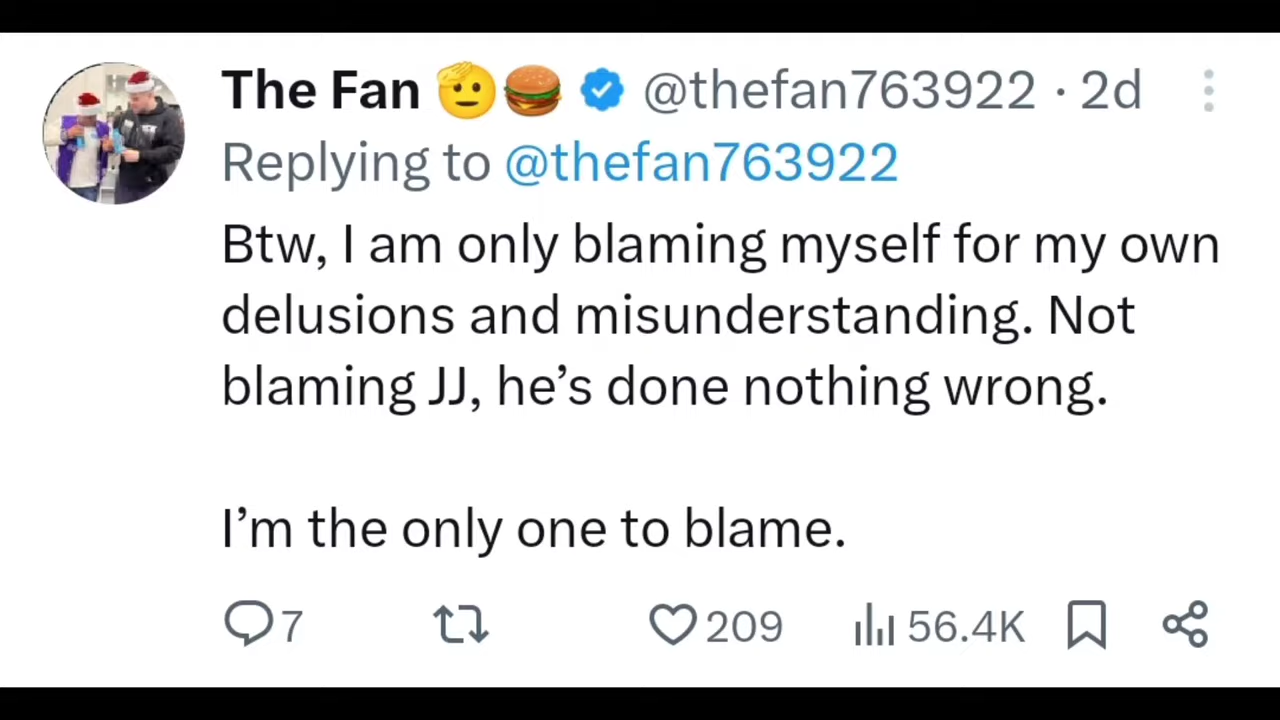 The Fan 🫡🍔 @thefan763922 · 2d
Replying to @thefan763922
Btw, I am only blaming myself for my own
delusions and misunderstanding. Not
blaming JJ, he’s done nothing wrong.
I’m the only one to blame.
7 209 56.4K